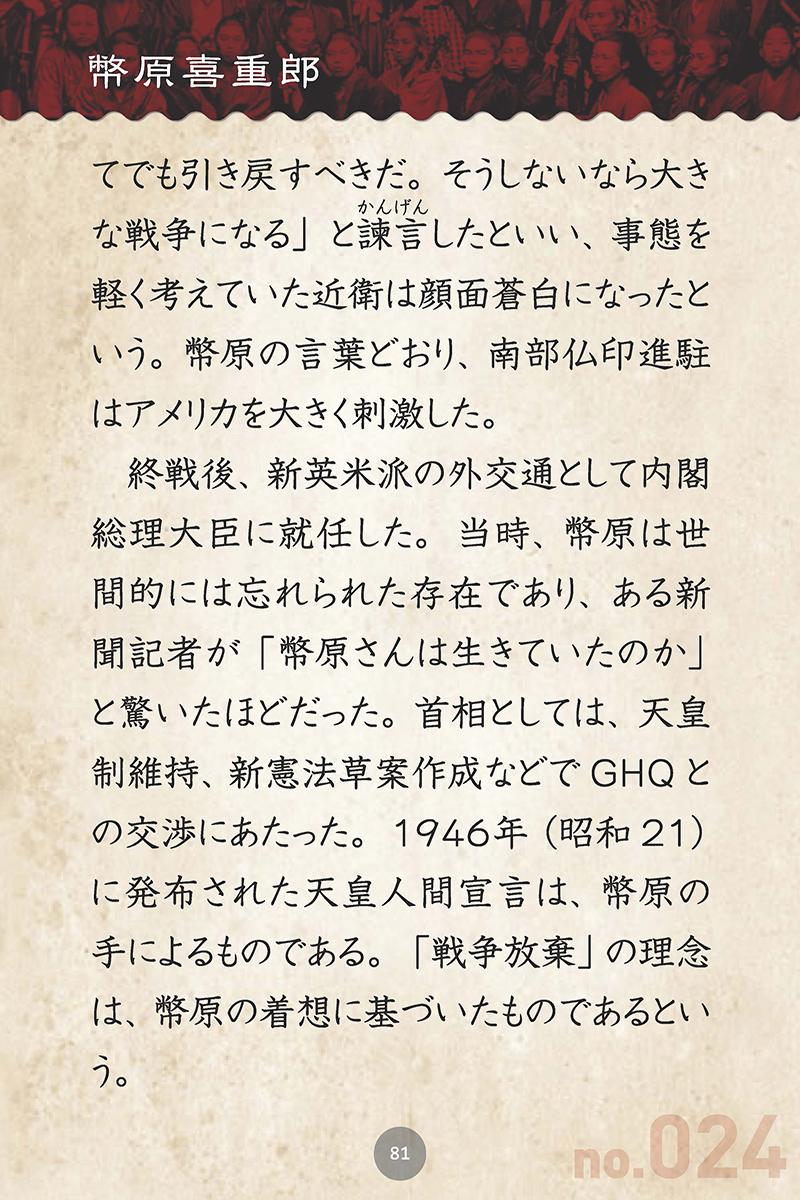 幣原喜重郎
てでも引き戻すべきだ。そうしないなら大き
かんげん
な戦争になる」と諫言したといい、事態を
軽く考えていた近衛は顔面蒼白になったと
いう。幣原の言葉どおり、南部仏印進駐
はアメリカを大きく刺激した。
終戦後、新英米派の外交通として内閣
総理大臣に就任した。当時、幣原は世
間的には忘れられた存在であり、ある新
聞記者が「幣原さんは生きていたのか」
と驚いたほどだった。首相としては、天皇
制維持、新憲法草案作成などで GHQ と
の交渉にあたった。1946年（昭和 21）
に発布された天皇人間宣言は、幣原の
手によるものである。「戦争放棄」の理念
は、幣原の着想に基づいたものであるとい
う。
81
no.024